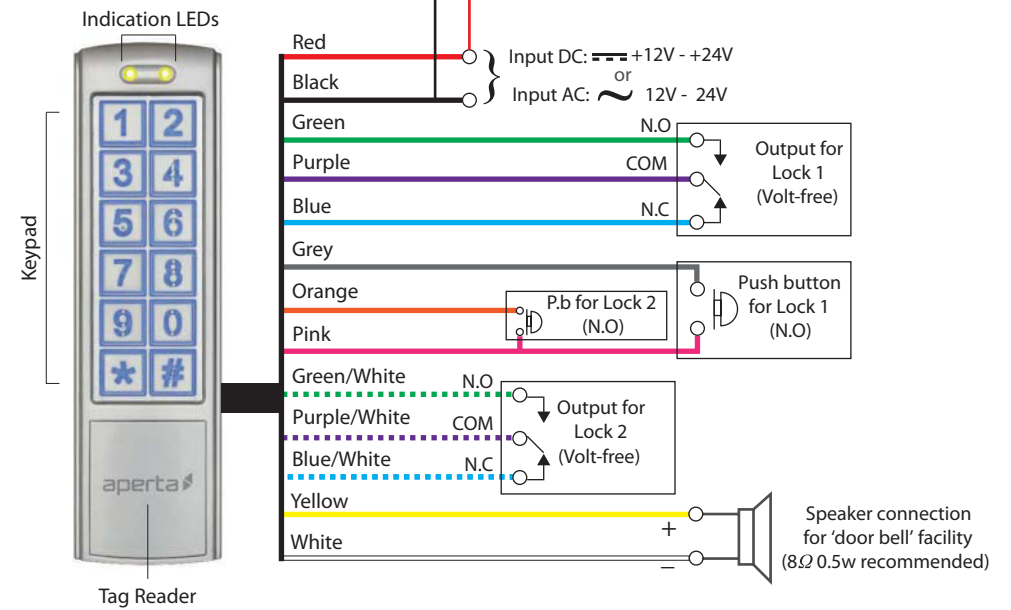 Indication LEDs
Keypad
1 2
3 4
5 6
7 8
9 0
* #
aperta
Tag Reader
Red
Black
Input DC: +12V - +24V
or
Input AC: 12V - 24V
Green
N.O
Purple
COM
Blue
N.C
Output for
Lock 1
(Volt-free)
Grey
Orange
Pink
P.b for Lock 2
(N.O)
Push button
for Lock 1
(N.O)
Green/White
N.O
Purple/White
COM
Blue/White
N.C
Output for
Lock 2
(Volt-free)
Yellow
+
White
–
Speaker connection
for ‘door bell’ facility
(8Ω 0.5w recommended)